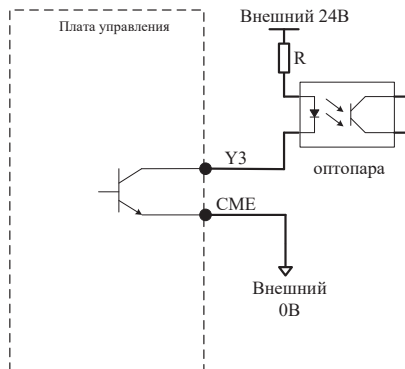 Внешний 24В
Плата управления
R
Y3
оптопара
CME
Внешний
0В